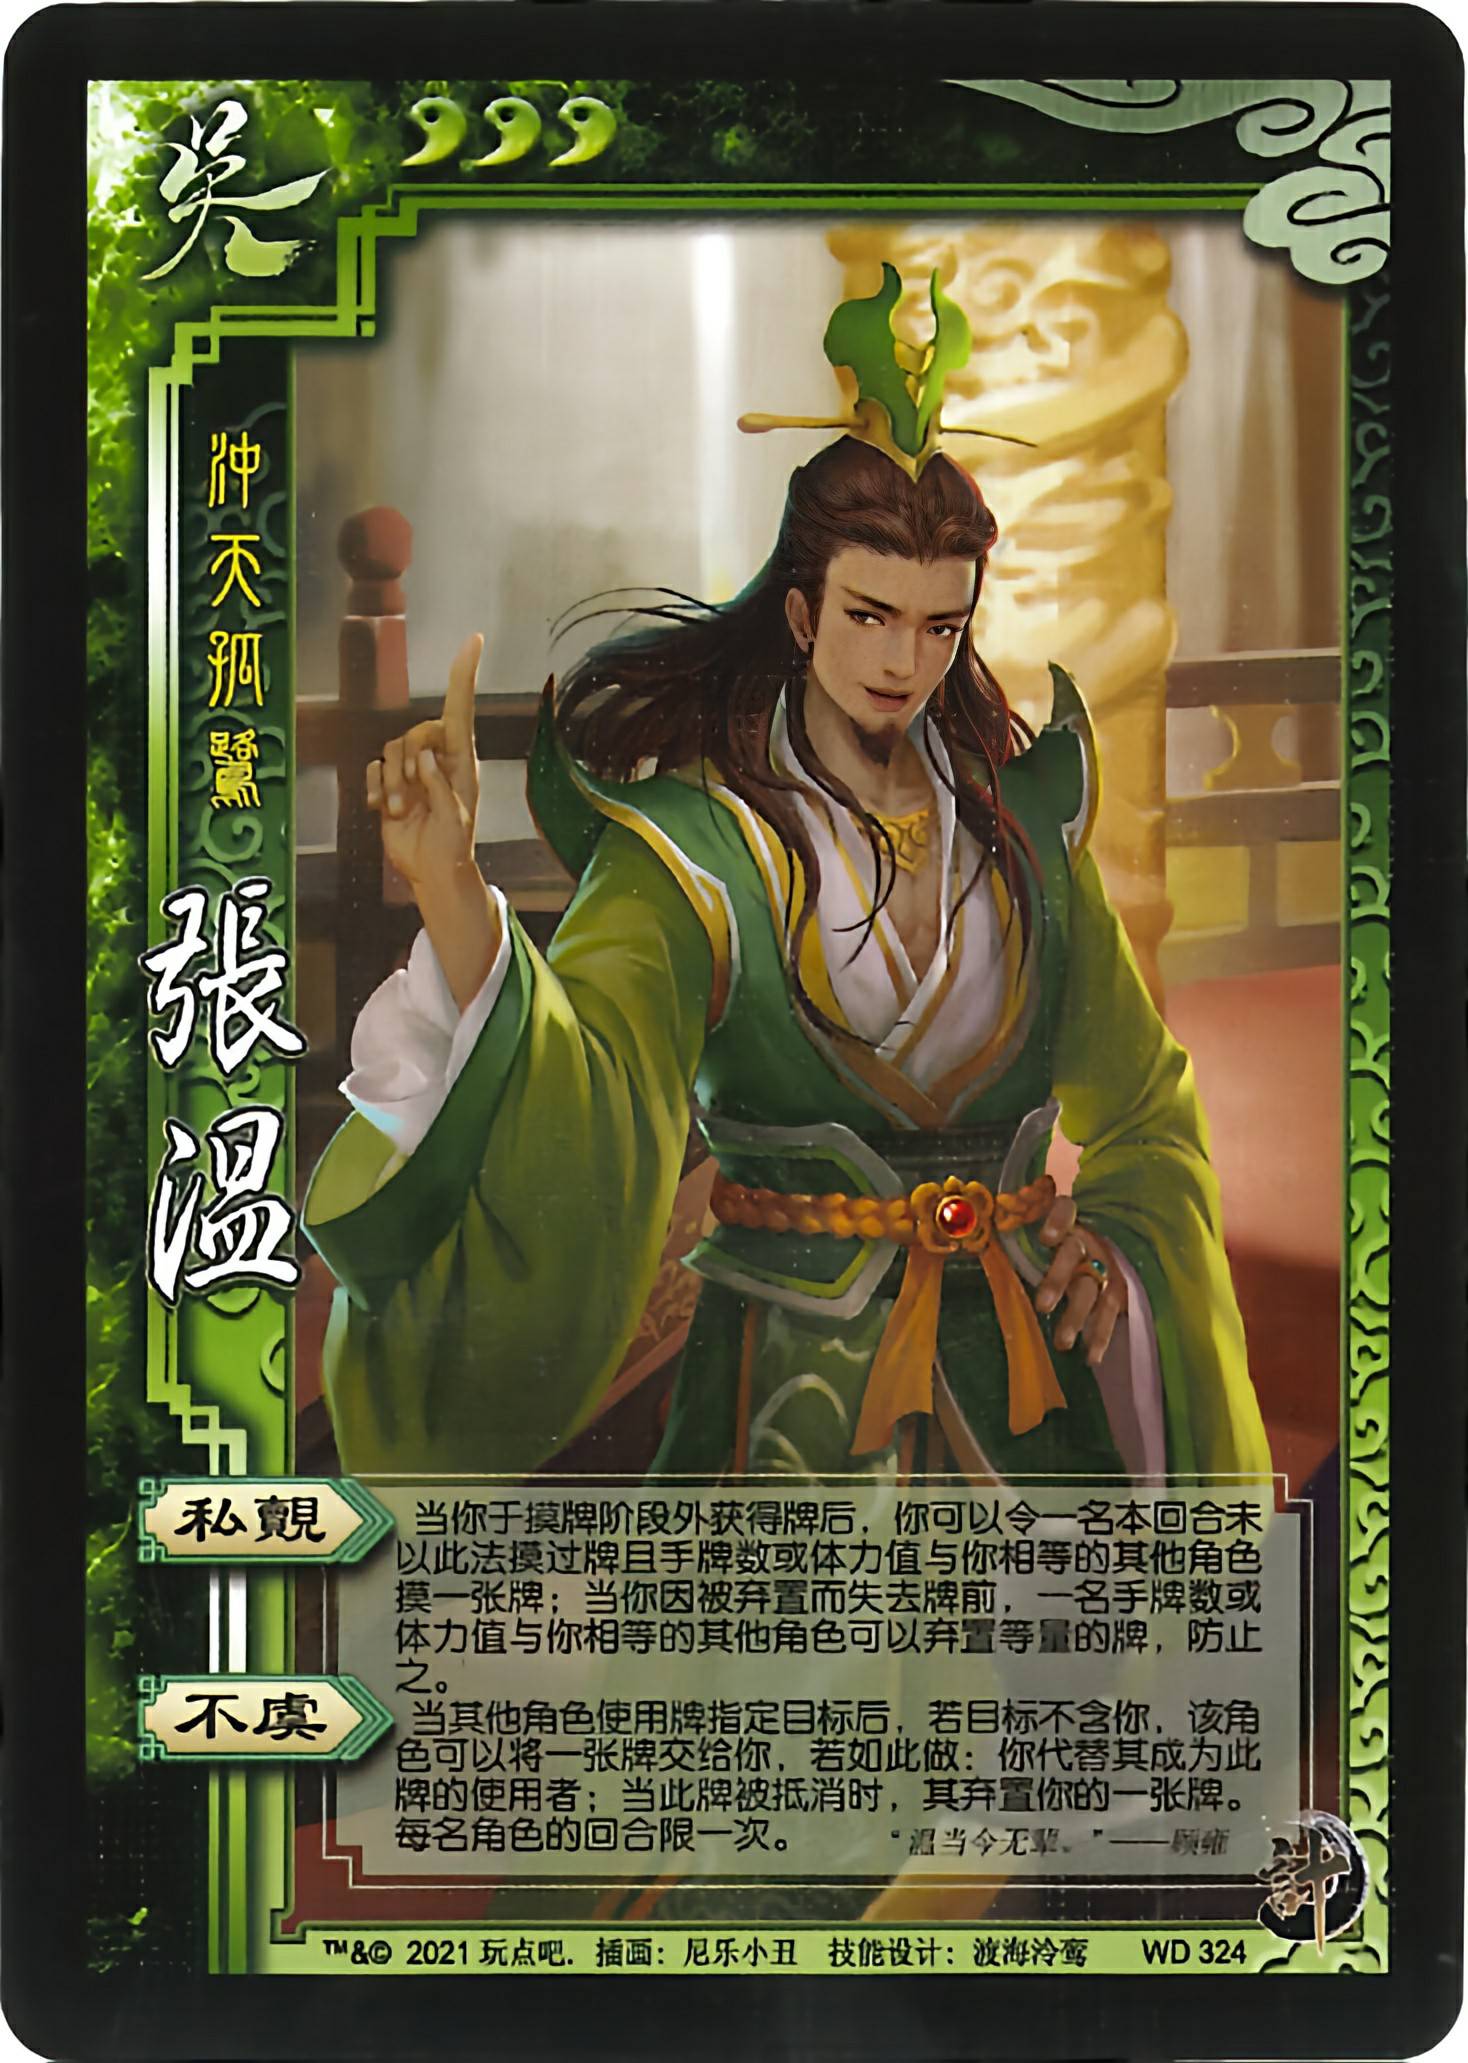 吴
沖天孤鷺
張溫
私覿
当你于摸牌阶段外获得牌后，你可以令一名本回合未
以此法摸过牌且手牌数或体力值与你相等的其他角色
摸一张牌；当你因被弃置而失去牌前，一名手牌数或
体力值与你相等的其他角色可以弃置等量的牌，防止
之。
不虞
当其他角色使用牌指定目标后，若目标不含你，该角
色可以将一张牌交给你，若如此做：你代替其成为此
牌的使用者；当此牌被抵消时，其弃置你的一张牌。
每名角色的回合限一次。
“温当今无辈。”——顾雍
計
™&© 2021 玩点吧. 插画：尼乐小丑 技能设计：渡海泠鸾 WD 324